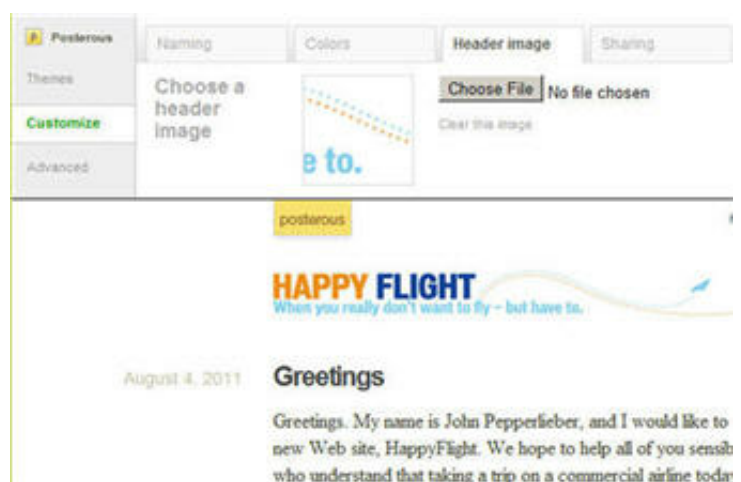 Posterous
Naming
Colors
Header image
Sharing
Themes
Customize
Advanced
Choose a
header
image
e to.
Choose File No file chosen
Clear this image
posterous
HAPPY FLIGHT
When you really don't want to fly – but have to.
August 4, 2011
Greetings
Greetings. My name is John Pepperlieber, and I would like to
new Web site, HappyFlight. We hope to help all of you sensib
who understand that taking a trip on a commercial airline today